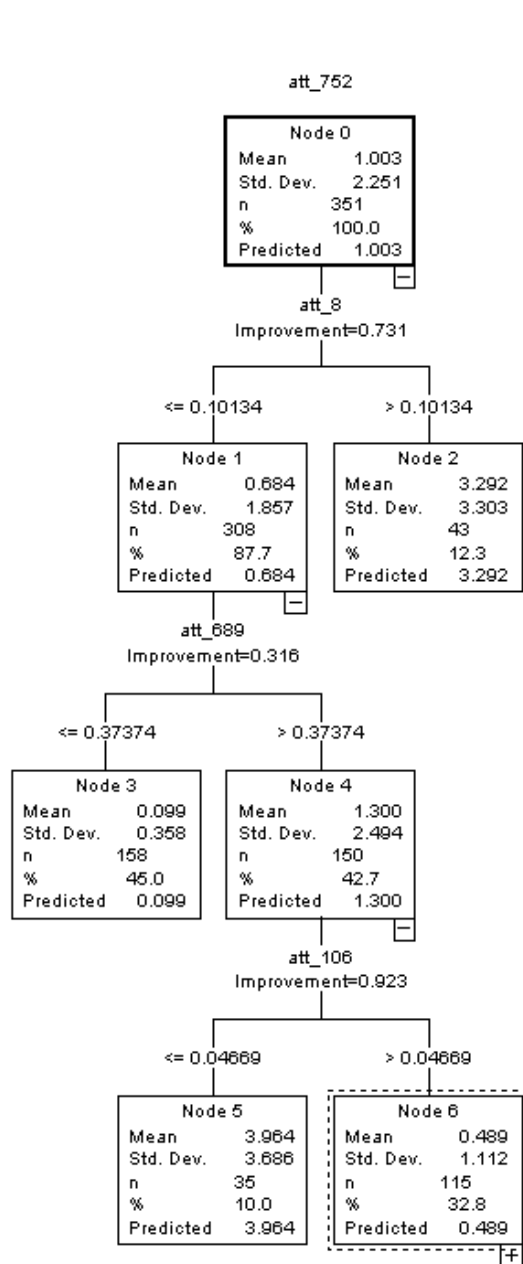 att_752
Node 0
Mean 1.003
Std. Dev. 2.251
n 351
% 100.0
Predicted 1.003
att_8
Improvement=0.731
<= 0.10134 > 0.10134
Node 1
Mean 0.684
Std. Dev. 1.857
n 308
% 87.7
Predicted 0.684
Node 2
Mean 3.292
Std. Dev. 3.303
n 43
% 12.3
Predicted 3.292
att_689
Improvement=0.316
<= 0.37374 > 0.37374
Node 3
Mean 0.099
Std. Dev. 0.358
n 158
% 45.0
Predicted 0.099
Node 4
Mean 1.300
Std. Dev. 2.494
n 150
% 42.7
Predicted 1.300
att_106
Improvement=0.923
<= 0.04669 > 0.04669
Node 5
Mean 3.964
Std. Dev. 3.686
n 35
% 10.0
Predicted 3.964
Node 6
Mean 0.489
Std. Dev. 1.112
n 115
% 32.8
Predicted 0.489